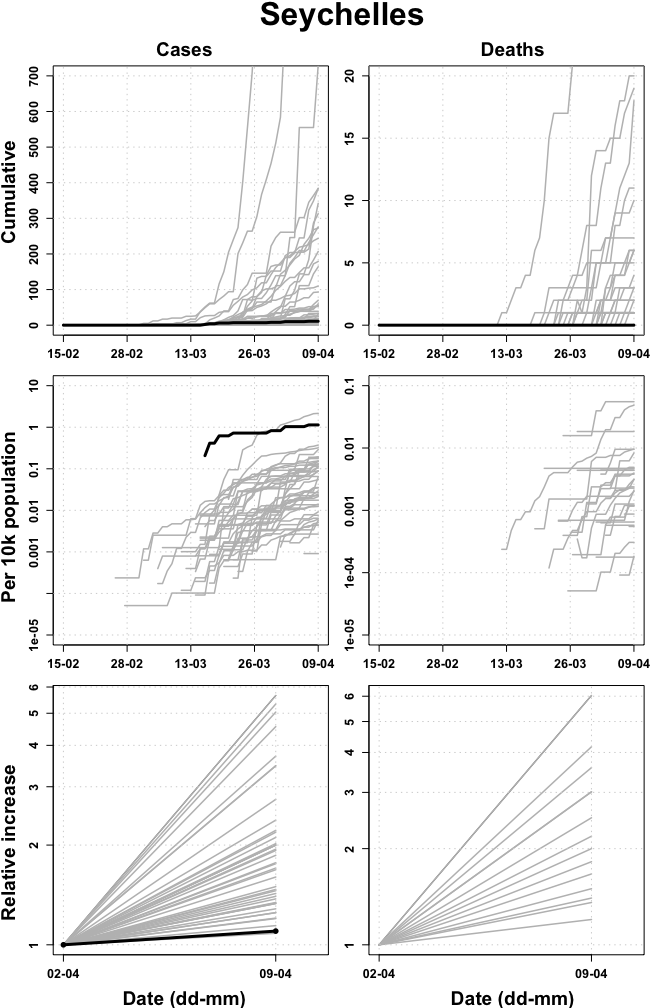 Seychelles
Cases
Deaths
Cumulative
700
600
500
400
300
200
100
0
15-02 28-02 13-03 26-03 09-04
20
15
10
5
0
15-02 28-02 13-03 26-03 09-04
Per 10k population
10
1
0.1
0.01
0.001
1e-05
15-02 28-02 13-03 26-03 09-04
0.1
0.01
0.001
1e-04
1e-05
15-02 28-02 13-03 26-03 09-04
Relative increase
6
5
4
3
2
1
02-04 09-04
Date (dd-mm)
6
5
4
3
2
1
02-04 09-04
Date (dd-mm)